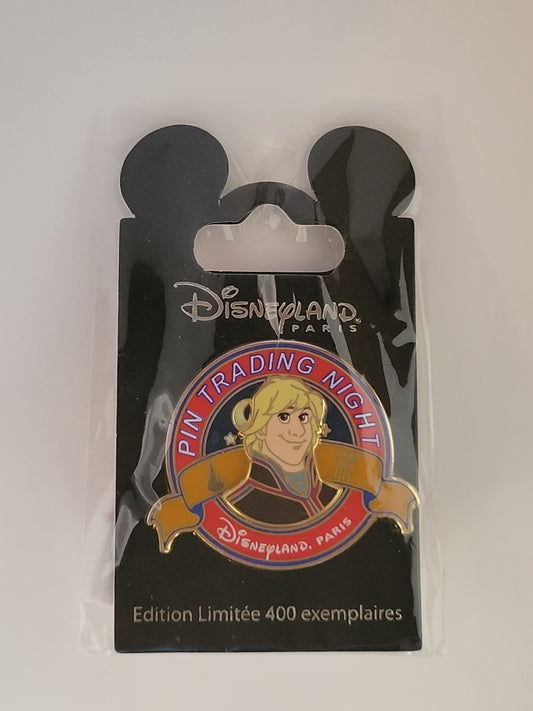 Disneyland.
PARIS
PIN TRADING NIGHT
Disneyland. PARIS
Edition Limitée 400 exemplaires